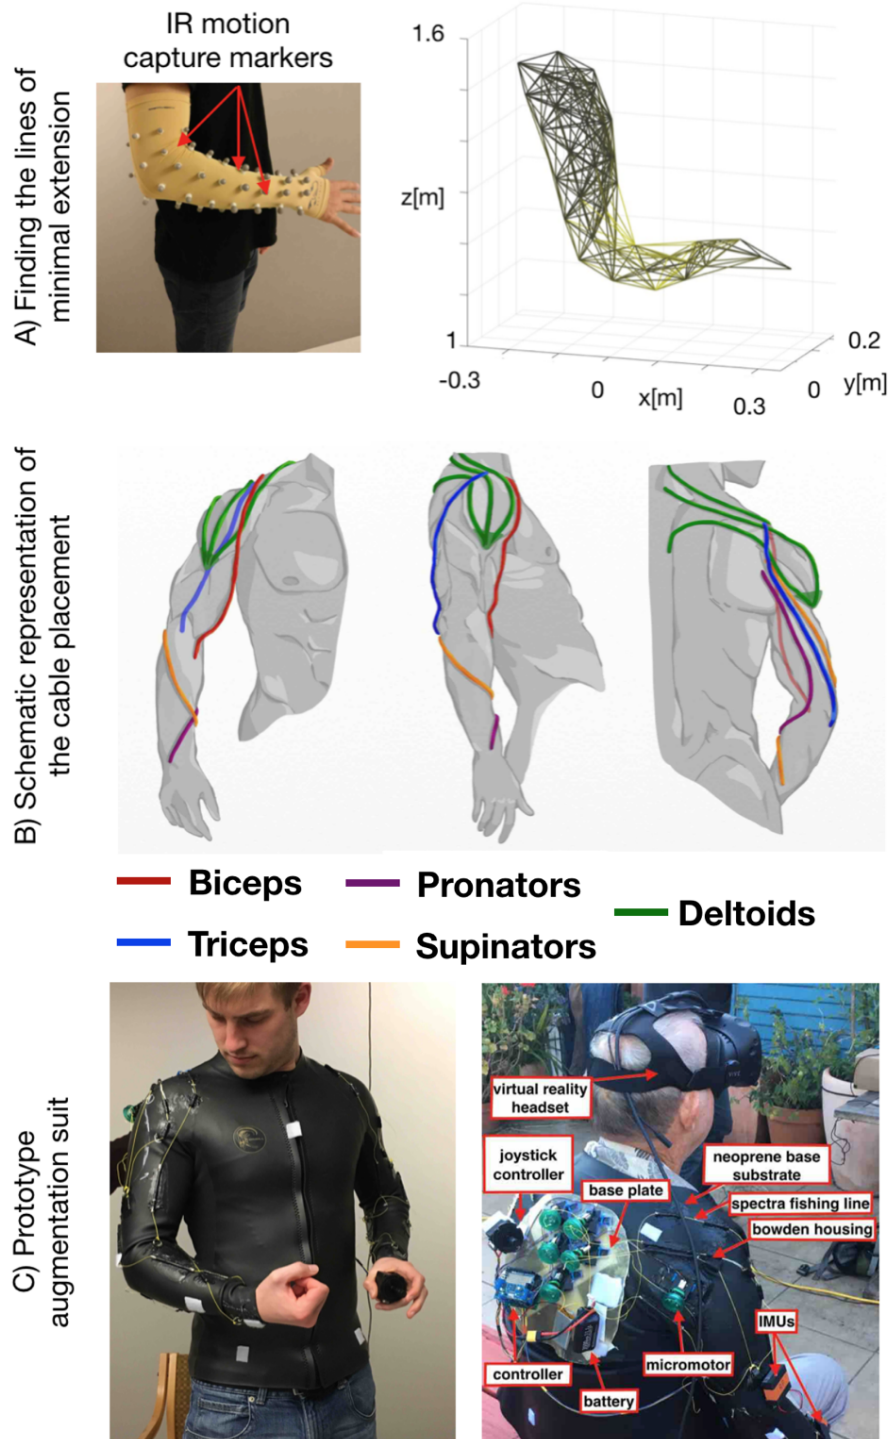 A) Finding the lines of
minimal extension
IR motion
capture markers
1.6
z[m]
1
-0.3
0
x[m]
0.3
0
y[m]
0.2
B) Schematic representation of
the cable placement
Biceps
Pronators
Deltoids
Triceps
Supinators
C) Prototype
augmentation suit
virtual reality
headset
joystick
controller
neoprene base
substrate
base plate
spectra fishing line
bowden housing
IMUs
controller
micromotor
battery